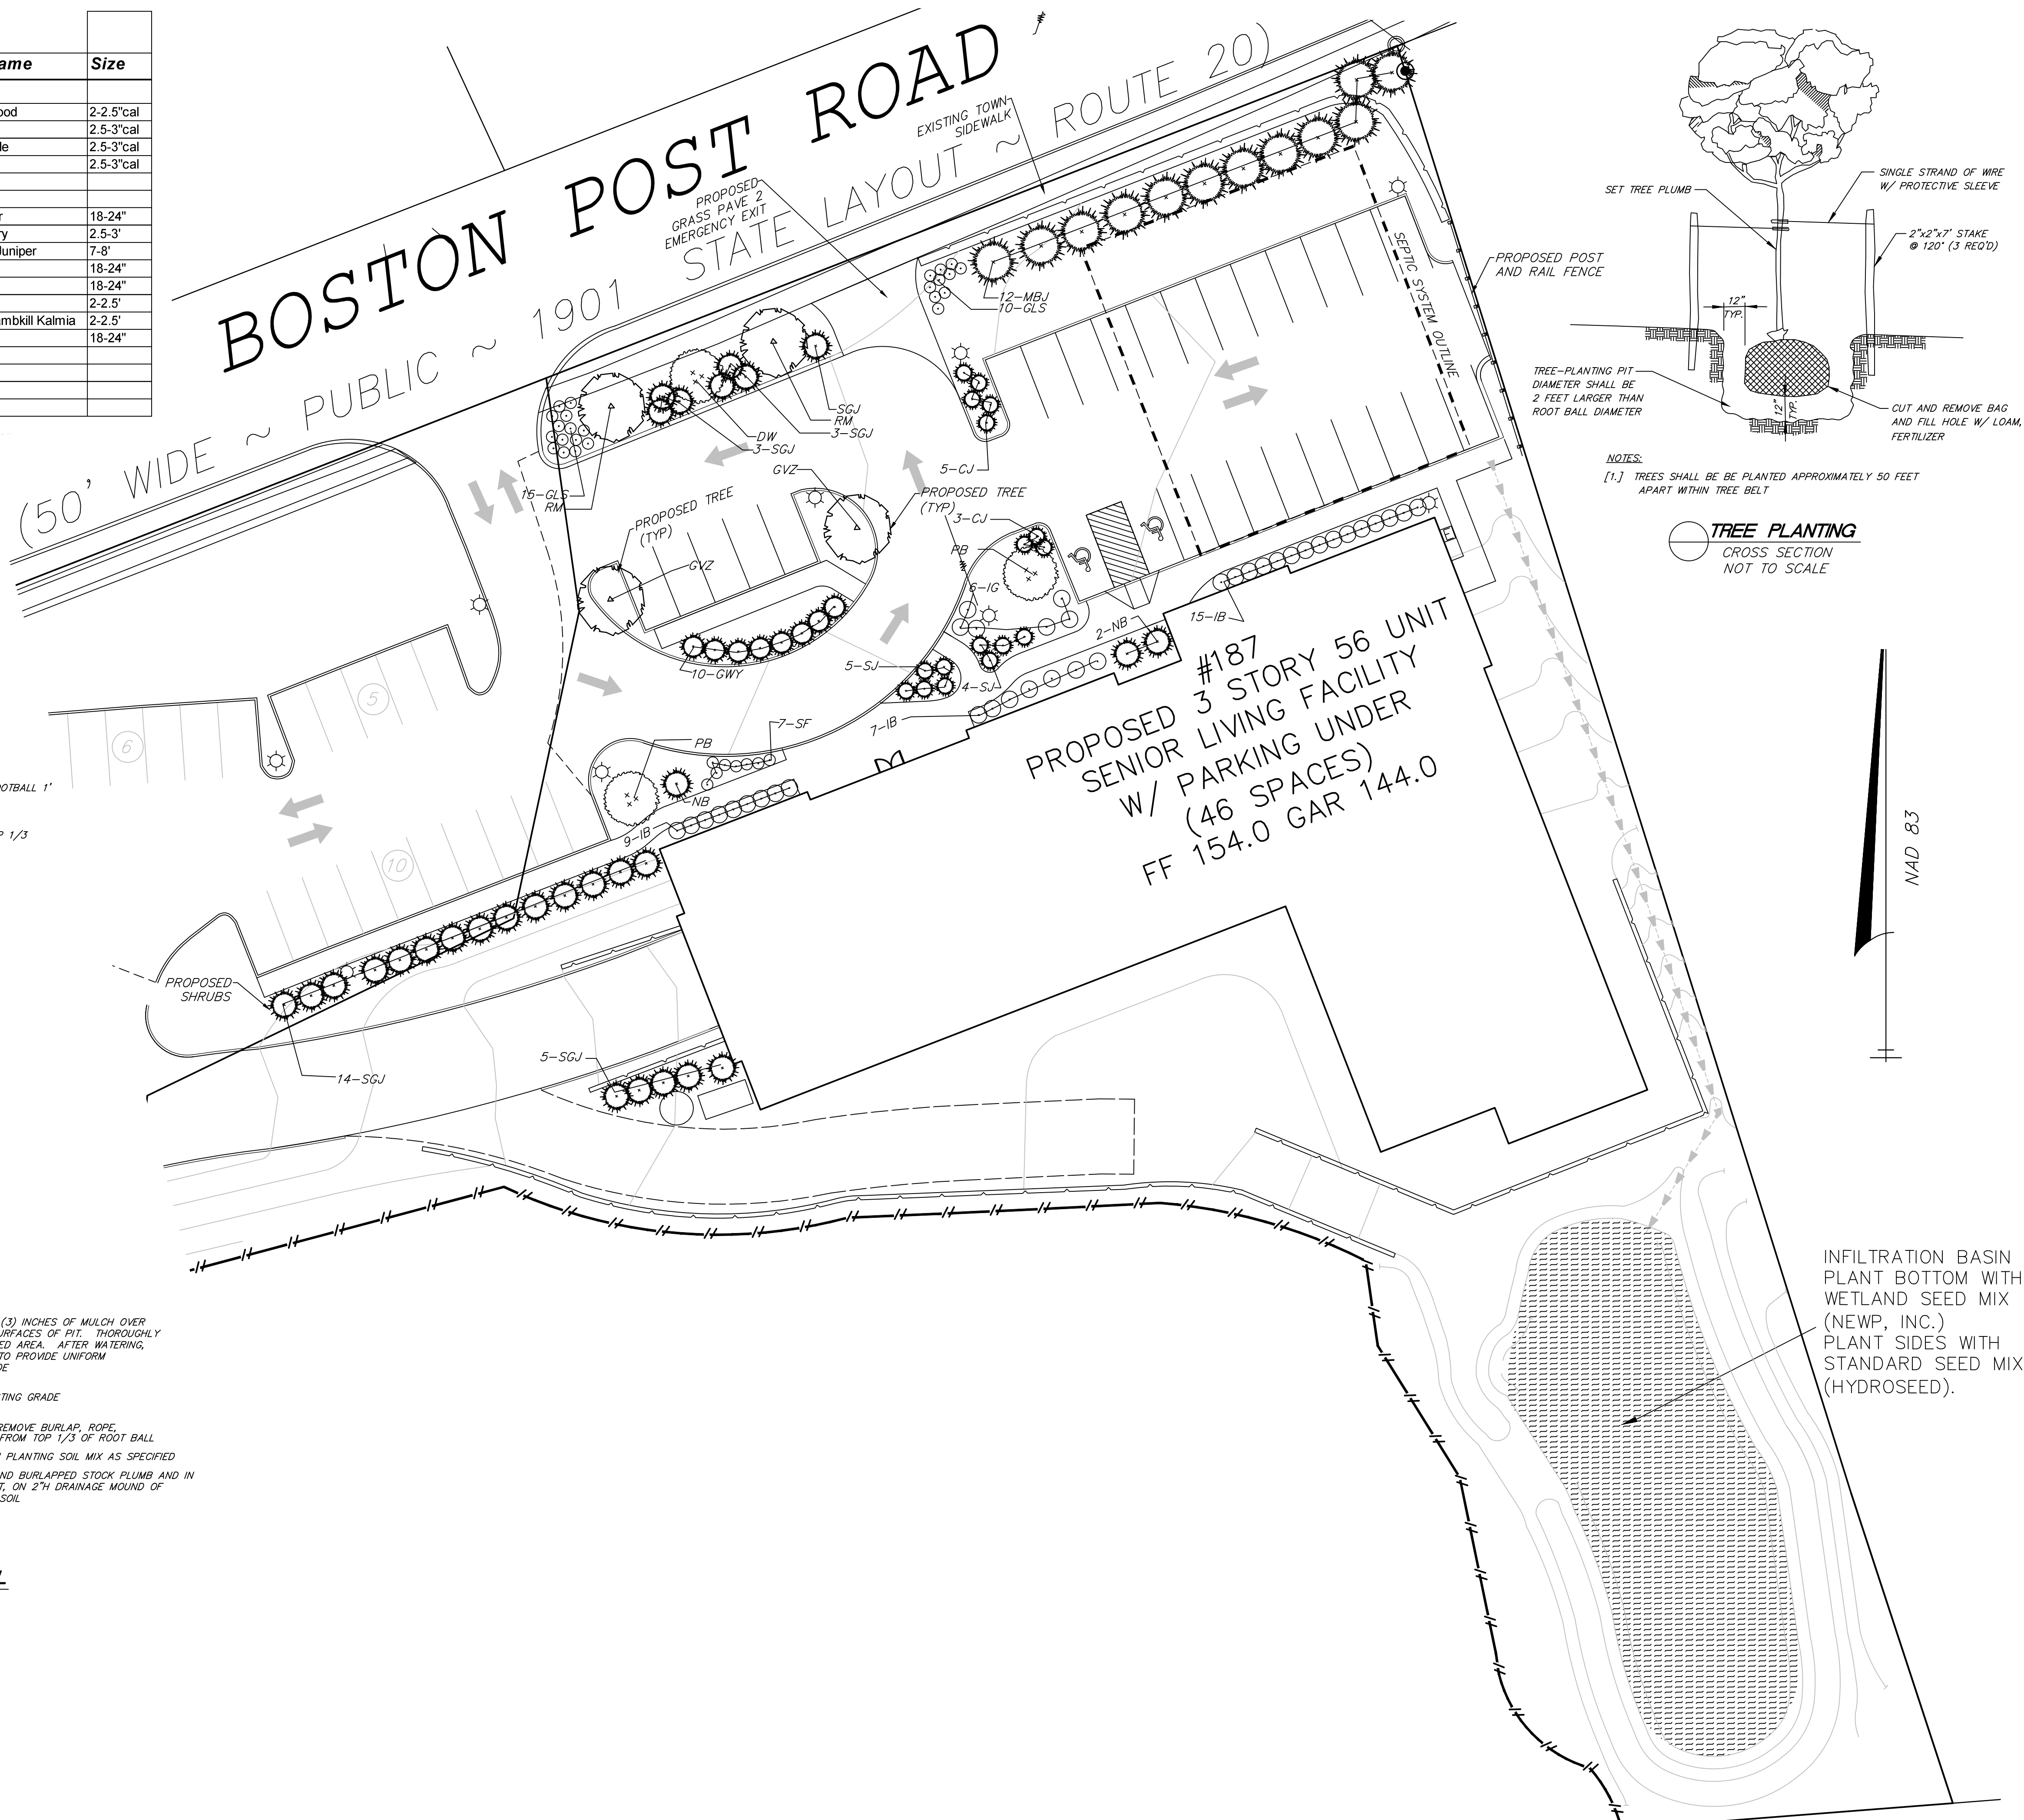 ame
Size
ood
2-2.5"cal
2.5-3"cal
le
2.5-3"cal
2.5-3"cal
r
18-24"
ry
2.5-3'
Juniper
7-8'
18-24"
18-24"
2-2.5'
ambkill Kalmia
2-2.5'
18-24"
BOSTON POST ROAD
(50' WIDE ~ PUBLIC ~ 1901 STATE LAYOUT ~ ROUTE 20)
EXISTING TOWN
SIDEWALK
PROPOSED
GRASS PAVE 2
EMERGENCY EXIT
12-MBJ
10-GLS
SEPTIC SYSTEM OUTLINE
PROPOSED POST
AND RAIL FENCE
SGJ
RM
3-SGJ
DW
3-SGJ
15-GLS
RM
GVZ
5-CJ
PROPOSED TREE
(TYP)
PROPOSED TREE
(TYP)
3-CJ
PB
GVZ
6-IG
15-IB
2-NB
10-GWY
5-SJ
4-SJ
7-IB
7-SF
PB
NB
9-IB
5
6
10
E
#187
PROPOSED 3 STORY 56 UNIT
SENIOR LIVING FACILITY
W/ PARKING UNDER
(46 SPACES)
FF 154.0 GAR 144.0
PROPOSED
SHRUBS
14-SGJ
5-SGJ
SET TREE PLUMB
SINGLE STRAND OF WIRE
W/ PROTECTIVE SLEEVE
2"x2"x7' STAKE
@ 120° (3 REQ'D)
12"
TYP.
12"
TYP.
TREE-PLANTING PIT
DIAMETER SHALL BE
2 FEET LARGER THAN
ROOT BALL DIAMETER
CUT AND REMOVE BAG
AND FILL HOLE W/ LOAM,
FERTILIZER
NOTES:
[1.] TREES SHALL BE BE PLANTED APPROXIMATELY 50 FEET
APART WITHIN TREE BELT
TREE PLANTING
CROSS SECTION
NOT TO SCALE
NAD 83
INFILTRATION BASIN
PLANT BOTTOM WITH
WETLAND SEED MIX
(NEWP, INC.)
PLANT SIDES WITH
STANDARD SEED MIX
(HYDROSEED).
OOTBALL 1'
P 1/3
(3) INCHES OF MULCH OVER
URFACES OF PIT. THOROUGHLY
ED AREA. AFTER WATERING,
TO PROVIDE UNIFORM
DE
TING GRADE
REMOVE BURLAP, ROPE,
FROM TOP 1/3 OF ROOT BALL
PLANTING SOIL MIX AS SPECIFIED
ND BURLAPPED STOCK PLUMB AND IN
T, ON 2"H DRAINAGE MOUND OF
SOIL